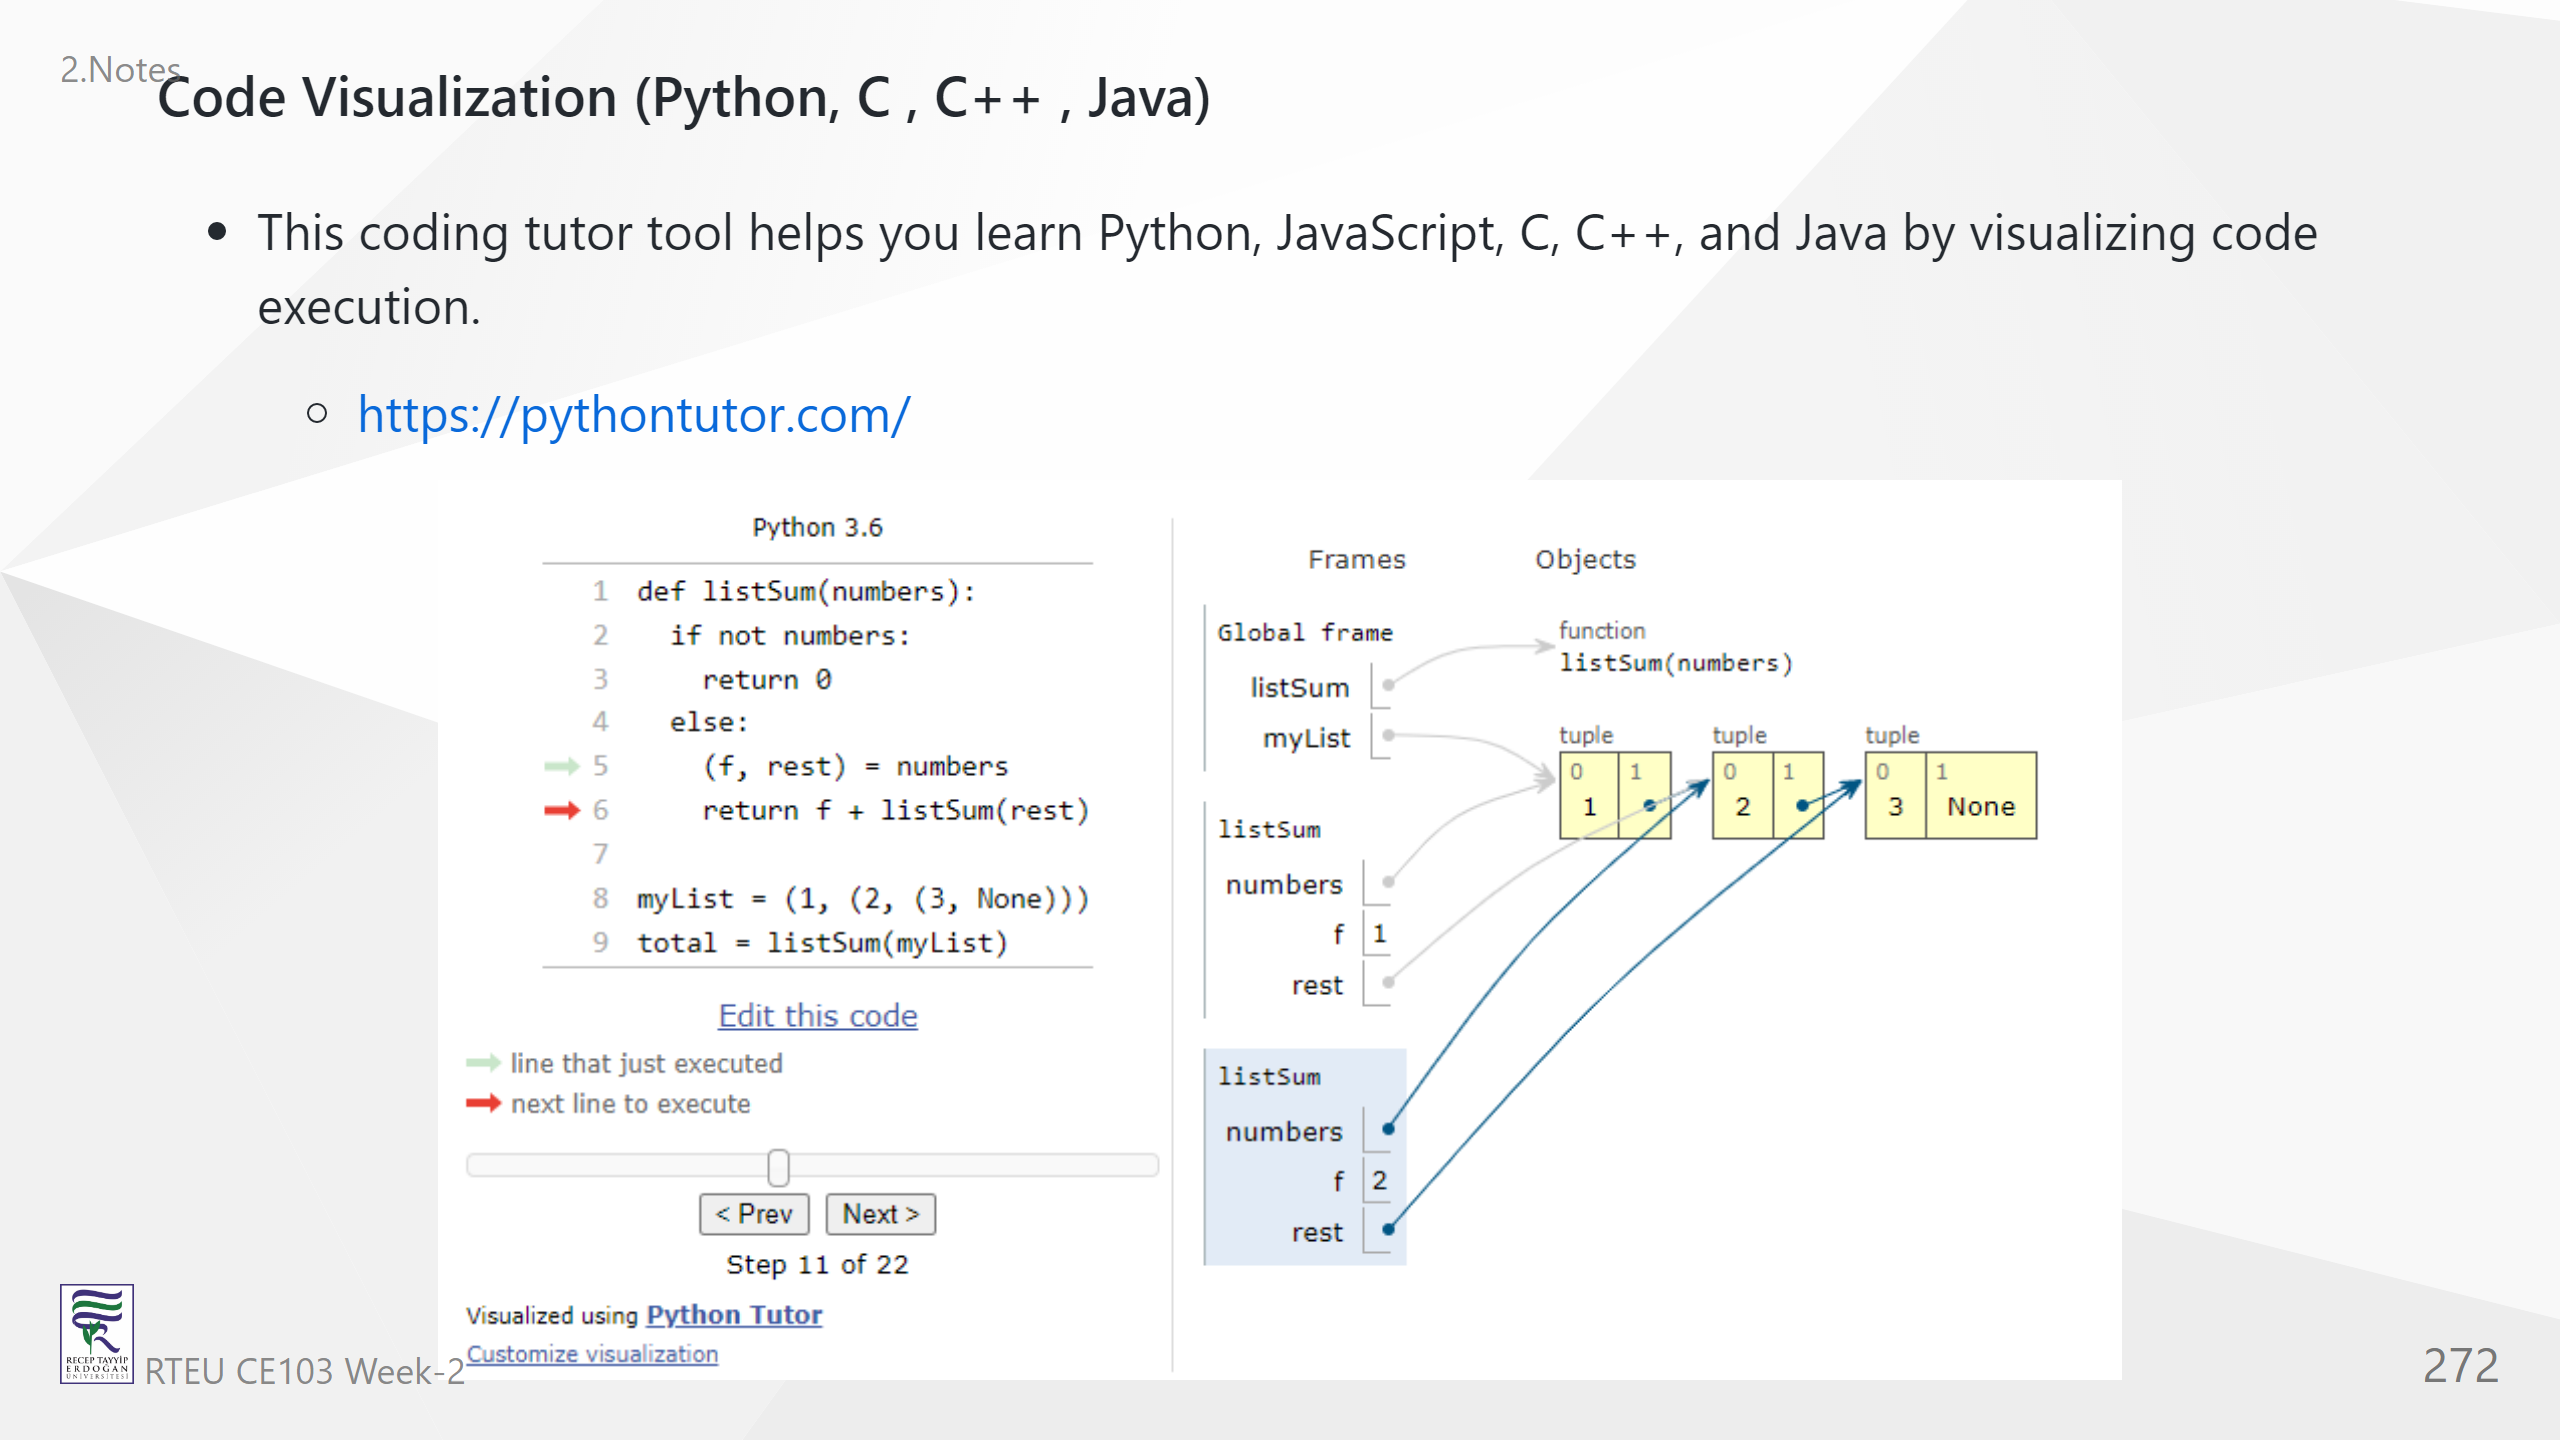 2.Notes
Code Visualization (Python, C , C++ , Java)
This coding tutor tool helps you learn Python, JavaScript, C, C++, and Java by visualizing code
execution.
https://pythontutor.com/
Python 3.6
1 def listSum(numbers):
2 if not numbers:
3 return 0
4 else:
5 (f, rest) = numbers
6 return f + listSum(rest)
7
8 myList = (1, (2, (3, None)))
9 total = listSum(myList)
Edit this code
line that just executed
next line to execute
< Prev Next >
Step 11 of 22
Visualized using Python Tutor
Customize visualization
Frames Objects
Global frame
listSum
myList
function
listSum(numbers)
tuple tuple tuple
0 1 0 1 0 1
1 2 3 None
listSum
numbers
f 1
rest
listSum
numbers
f 2
rest
RECEP TAYYİP
ERDOĞAN
ÜNİVERSİTESİ
RTEU CE103 Week-2
272